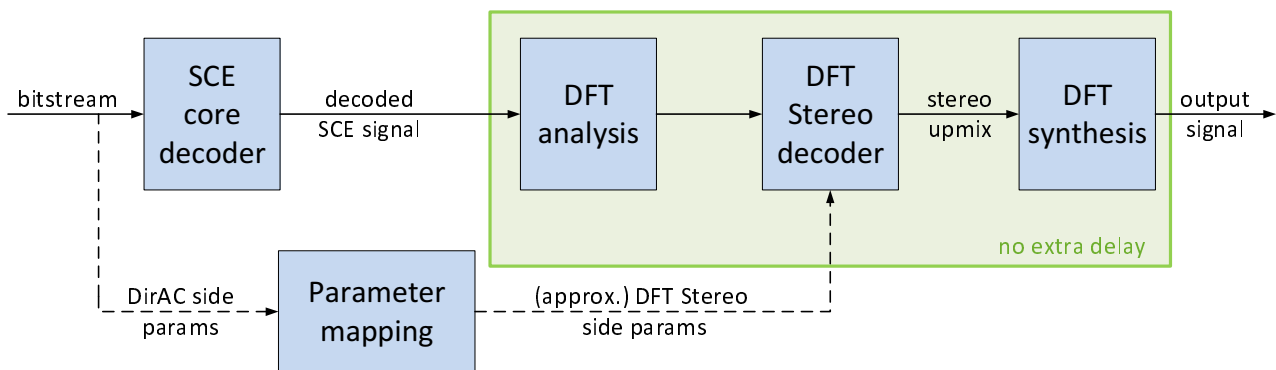 bitstream
SCE
core
decoder
decoded
SCE signal
DFT
analysis
DFT
Stereo
decoder
stereo
upmix
DFT
synthesis
output
signal
no extra delay
DirAC side
params
Parameter
mapping
(approx.) DFT Stereo
side params